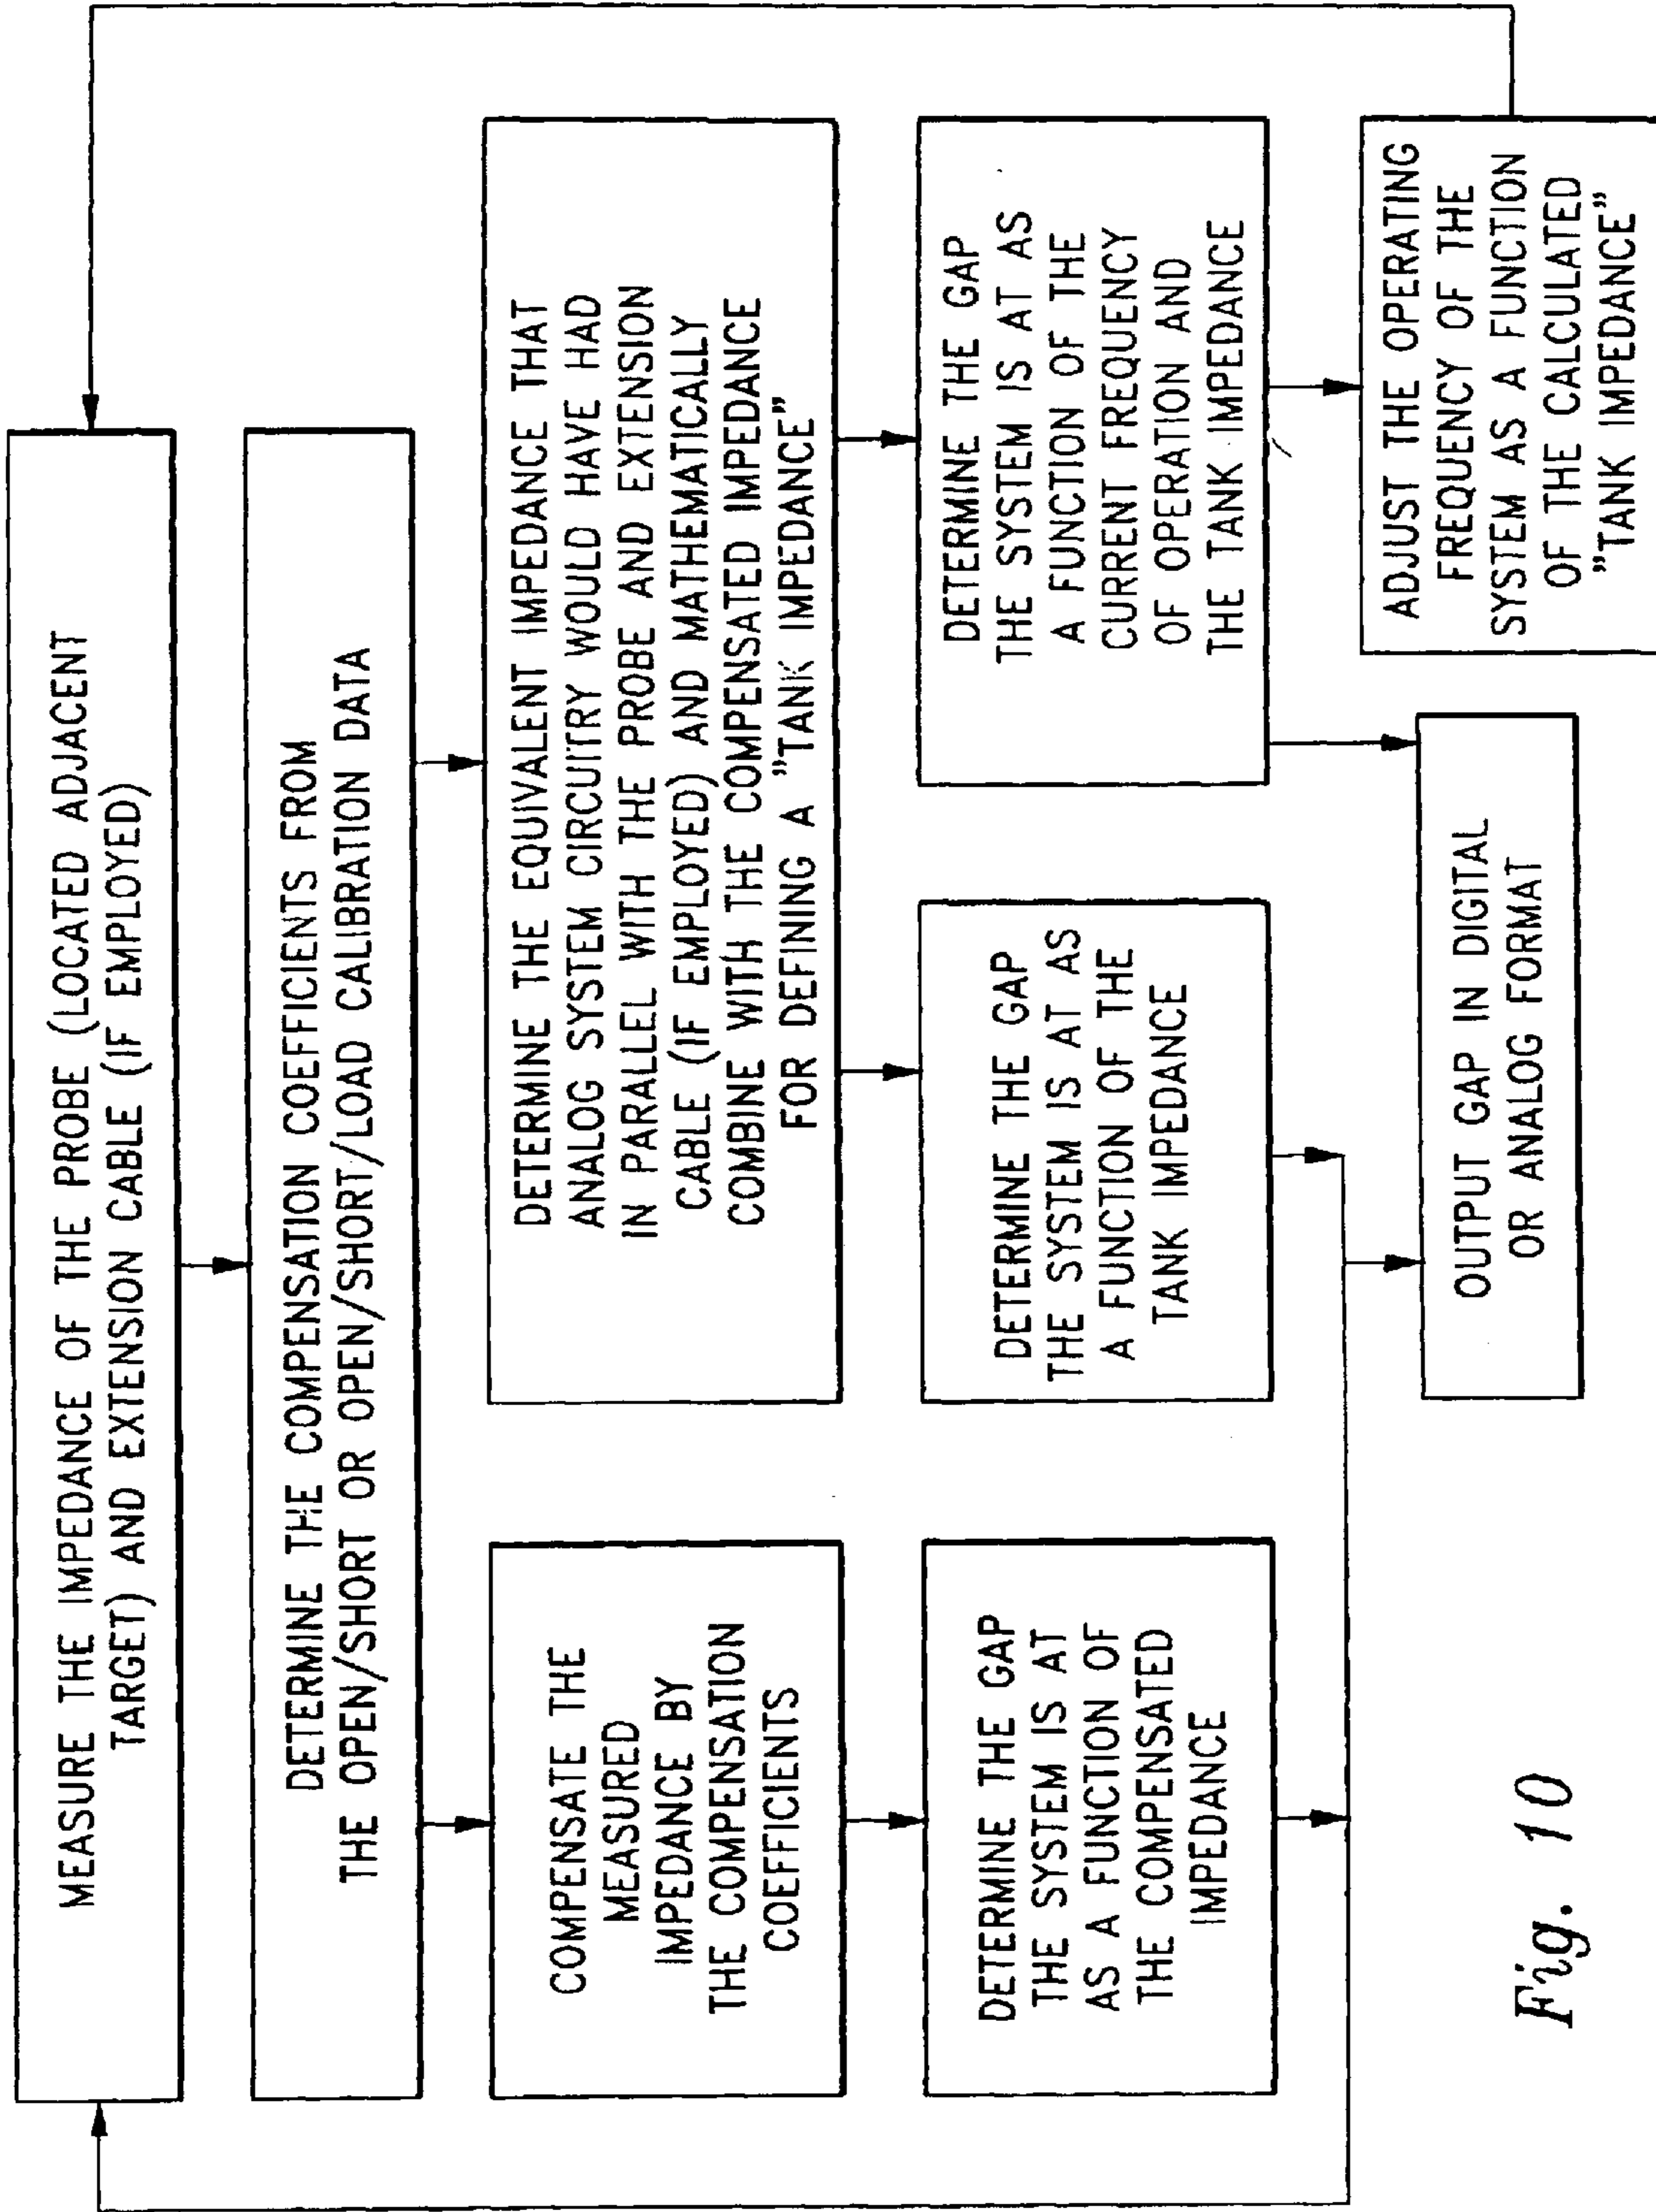 MEASURE THE IMPEDANCE OF THE PROBE (LOCATED ADJACENT
TARGET) AND EXTENSION CABLE (IF EMPLOYED)
DETERMINE THE COMPENSATION COEFFICIENTS FROM
THE OPEN/SHORT OR OPEN/SHORT/LOAD CALIBRATION DATA
COMPENSATE THE
MEASURED
IMPEDANCE BY
THE COMPENSATION
COEFFICIENTS
DETERMINE THE EQUIVALENT IMPEDANCE THAT
ANALOG SYSTEM CIRCUITRY WOULD HAVE HAD
IN PARALLEL WITH THE PROBE AND EXTENSION
CABLE (IF EMPLOYED) AND MATHEMATICALLY
COMBINE WITH THE COMPENSATED IMPEDANCE
FOR DEFINING A "TANK IMPEDANCE"
DETERMINE THE GAP
THE SYSTEM IS AT
AS A FUNCTION OF
THE COMPENSATED
IMPEDANCE
DETERMINE THE GAP
THE SYSTEM IS AT AS
A FUNCTION OF THE
TANK IMPEDANCE
DETERMINE THE GAP
THE SYSTEM IS AT AS
A FUNCTION OF THE
CURRENT FREQUENCY
OF OPERATION AND
THE TANK IMPEDANCE
OUTPUT GAP IN DIGITAL
OR ANALOG FORMAT
ADJUST THE OPERATING
FREQUENCY OF THE
SYSTEM AS A FUNCTION
OF THE CALCULATED
"TANK IMPEDANCE"
Fig. 10